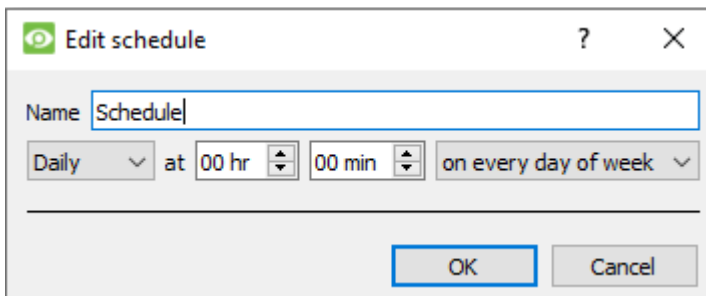 Edit schedule ?
Name Schedule
Daily at 00 hr 00 min on every day of week
OK Cancel